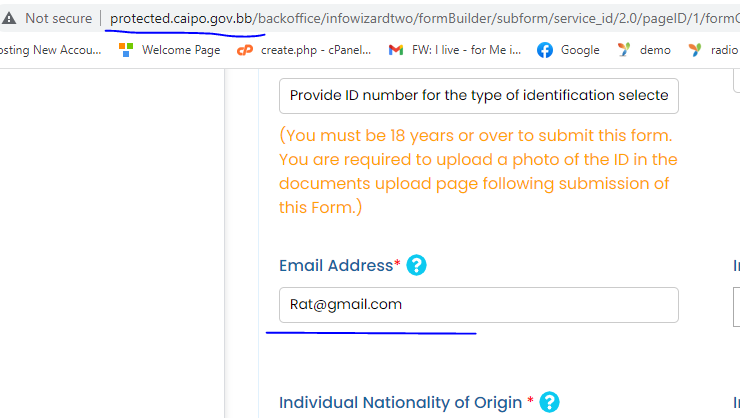 Not secure | protected.caipo.gov.bb/backoffice/infowizardtwo/formBuilder/subform/service_id/2.0/pageID/1/form
osting New Accou... Welcome Page create.php - cPanel... FW: I live - for Me i... Google demo radio
Provide ID number for the type of identification selecte
(You must be 18 years or over to submit this form.
You are required to upload a photo of the ID in the
documents upload page following submission of
this Form.)
Email Address* ?
Rat@gmail.com
Individual Nationality of Origin * ?